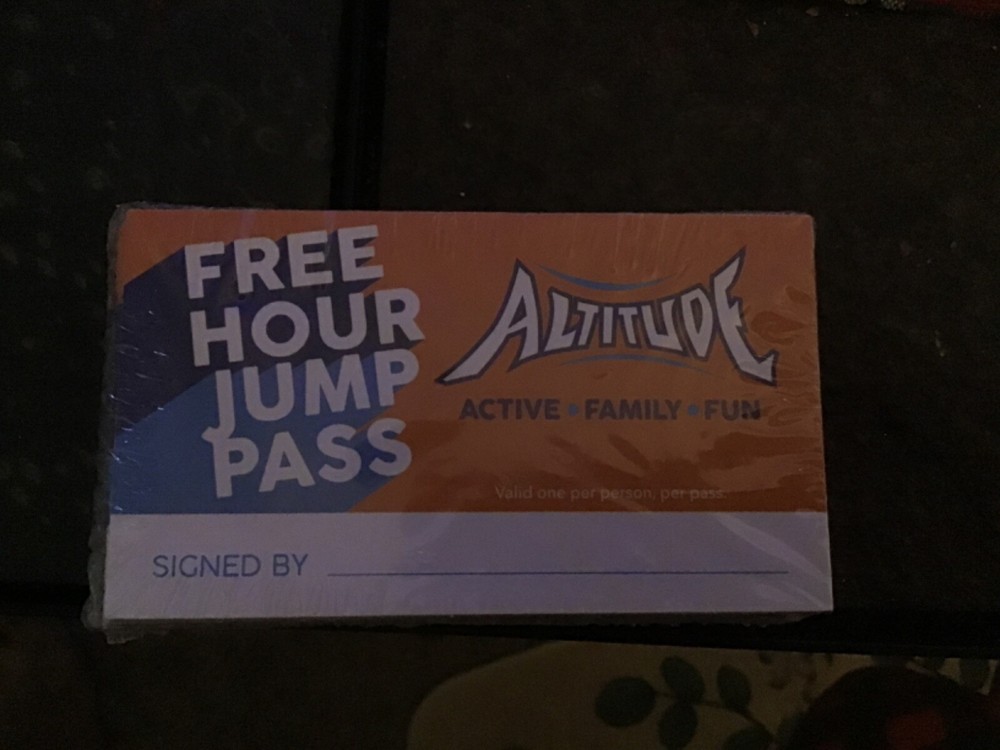 FREE
HOUR
JUMP
PASS
ALTITUDE
ACTIVE • FAMILY • FUN
Valid one per person, per pass.
SIGNED BY